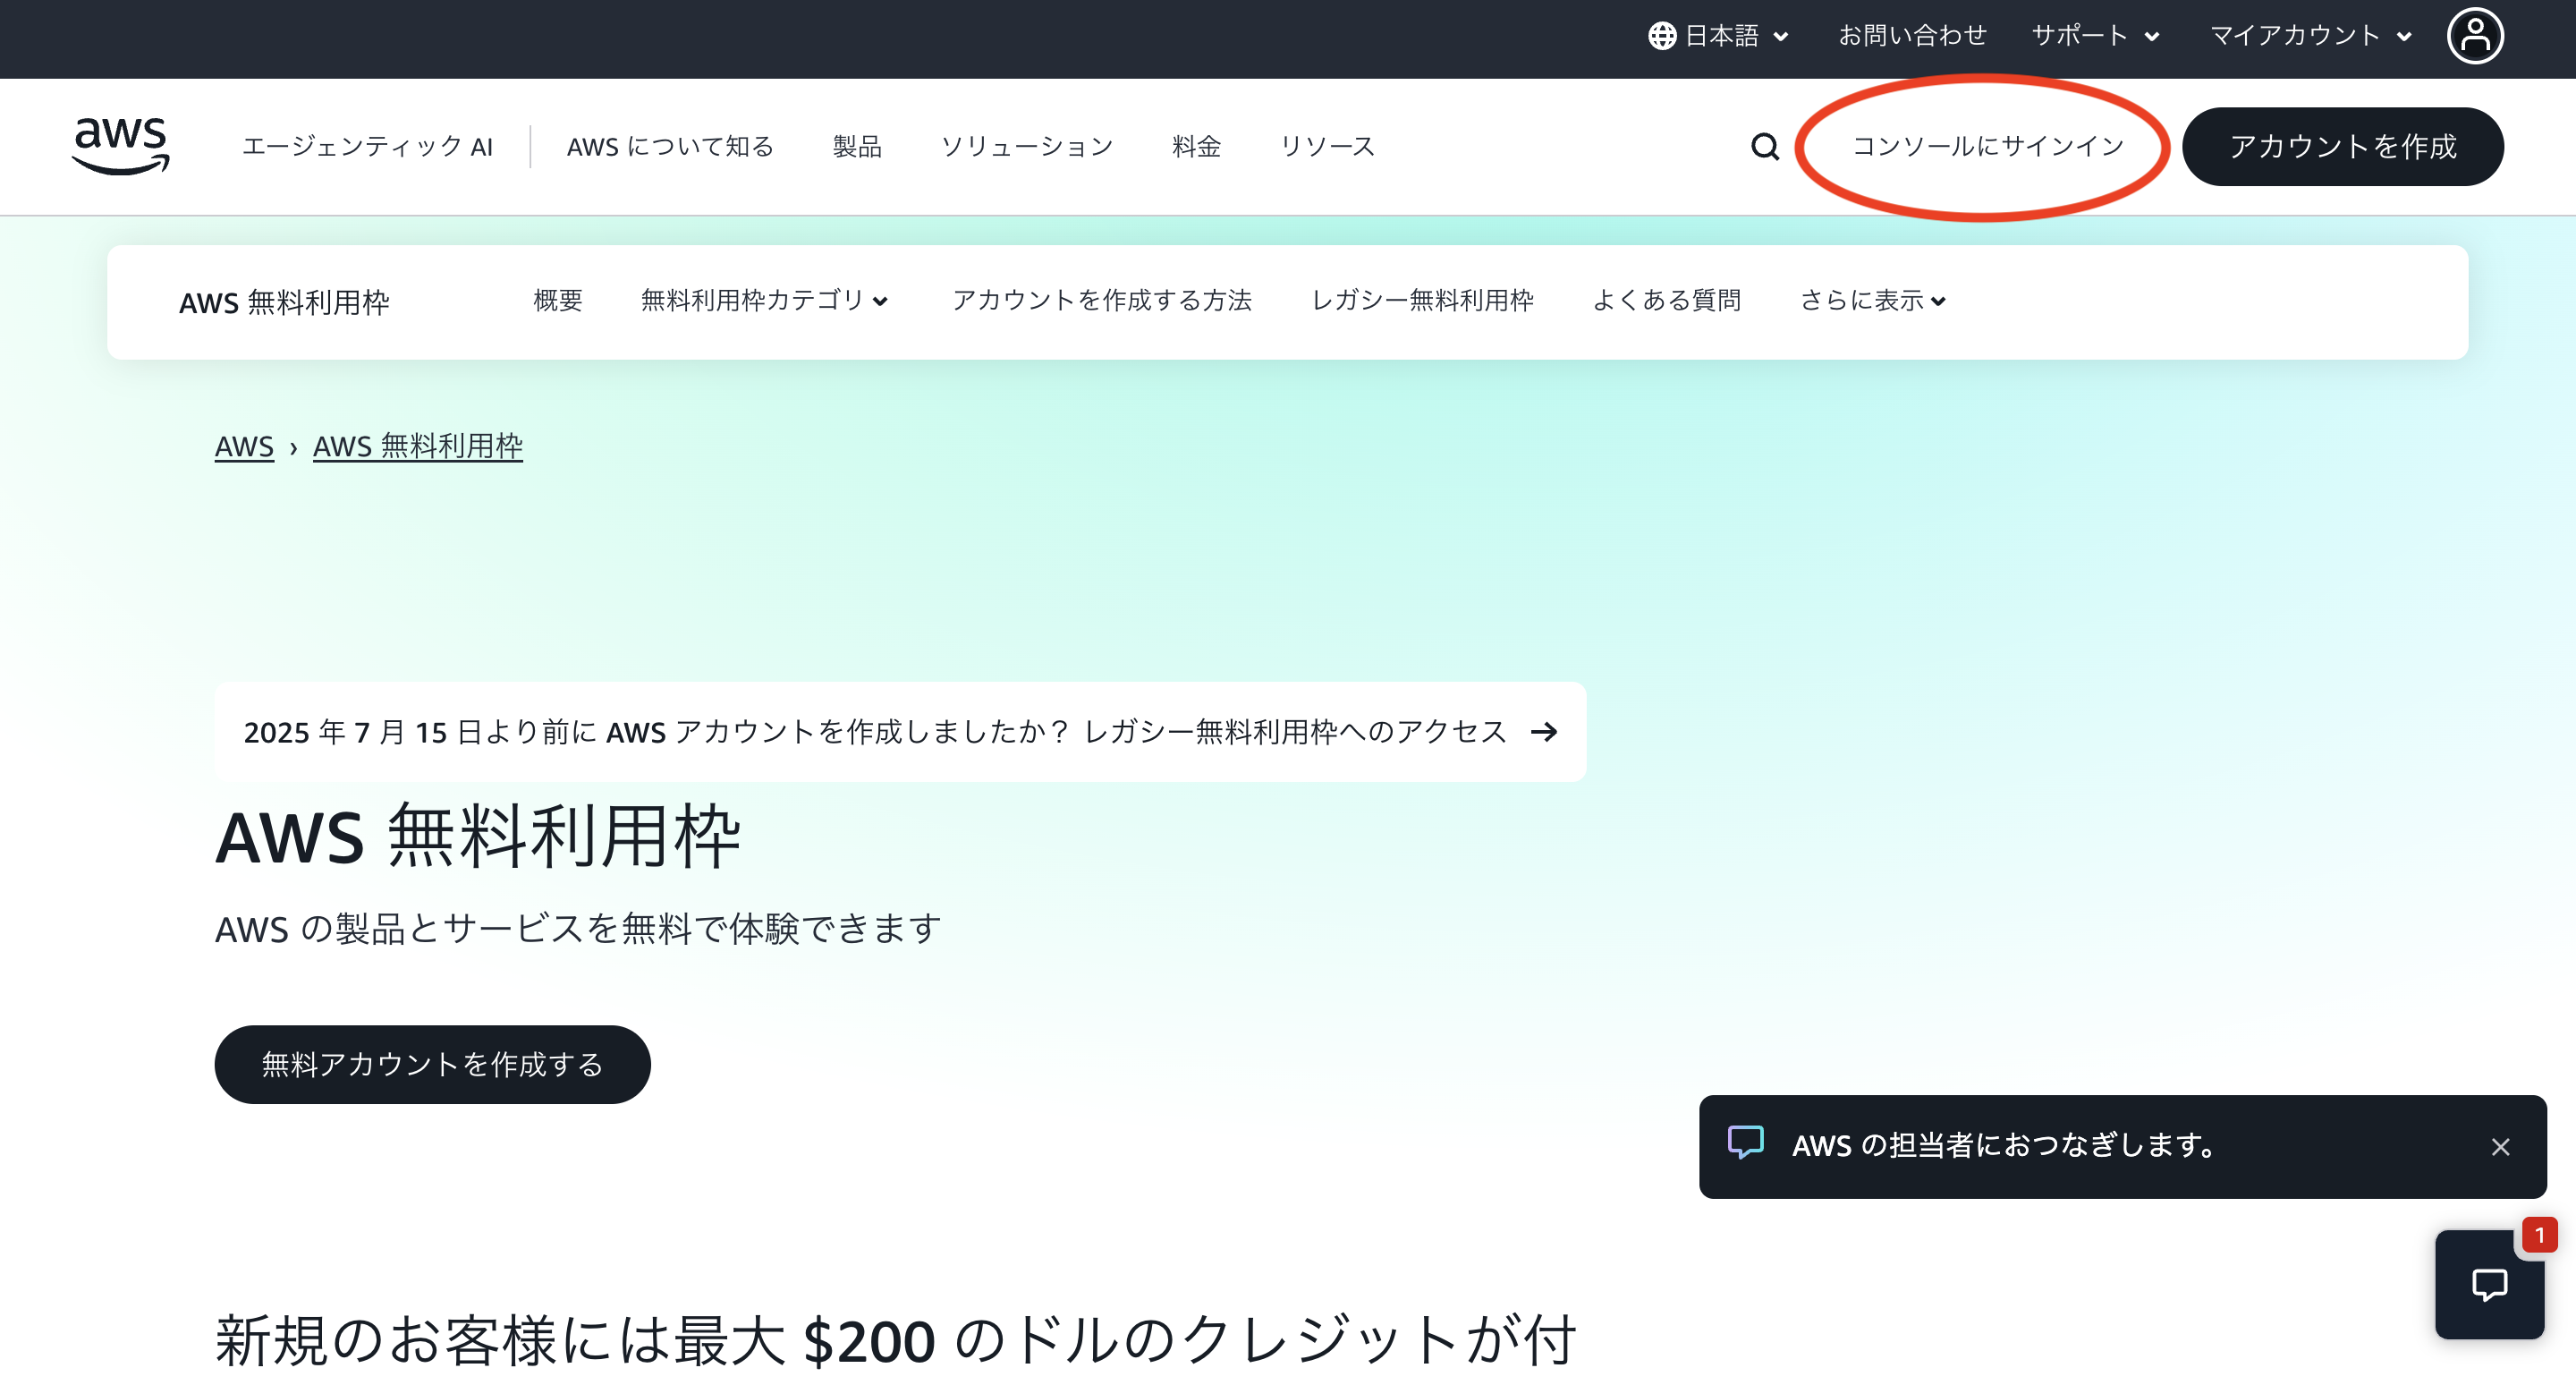 日本語 お問い合わせ サポート マイアカウント
aws エージェンティック AI AWS について知る 製品 ソリューション 料金 リソース コンソールにサインイン アカウントを作成
AWS 無料利用枠 概要 無料利用枠カテゴリ アカウントを作成する方法 レガシー無料利用枠 よくある質問 さらに表示
AWS › AWS 無料利用枠
2025 年 7 月 15 日より前に AWS アカウントを作成しましたか？ レガシー無料利用枠へのアクセス →
AWS 無料利用枠
AWS の製品とサービスを無料で体験できます
無料アカウントを作成する
AWS の担当者におつなぎします。
1
新規のお客様には最大 $200 のドルのクレジットが付